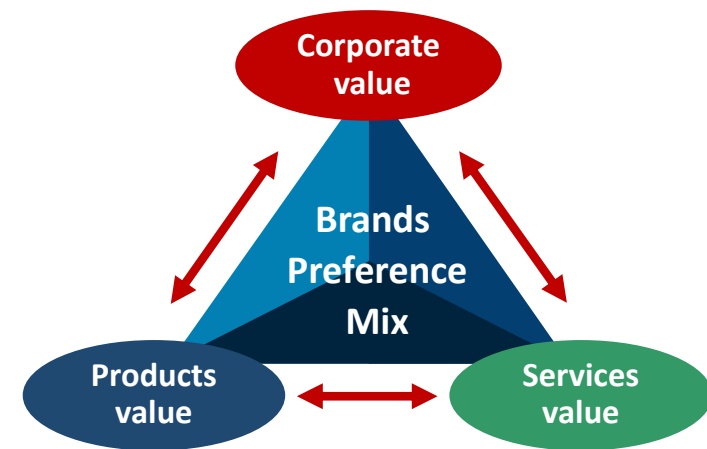 Corporate
value
Brands
Preference
Mix
Products
value
Services
value